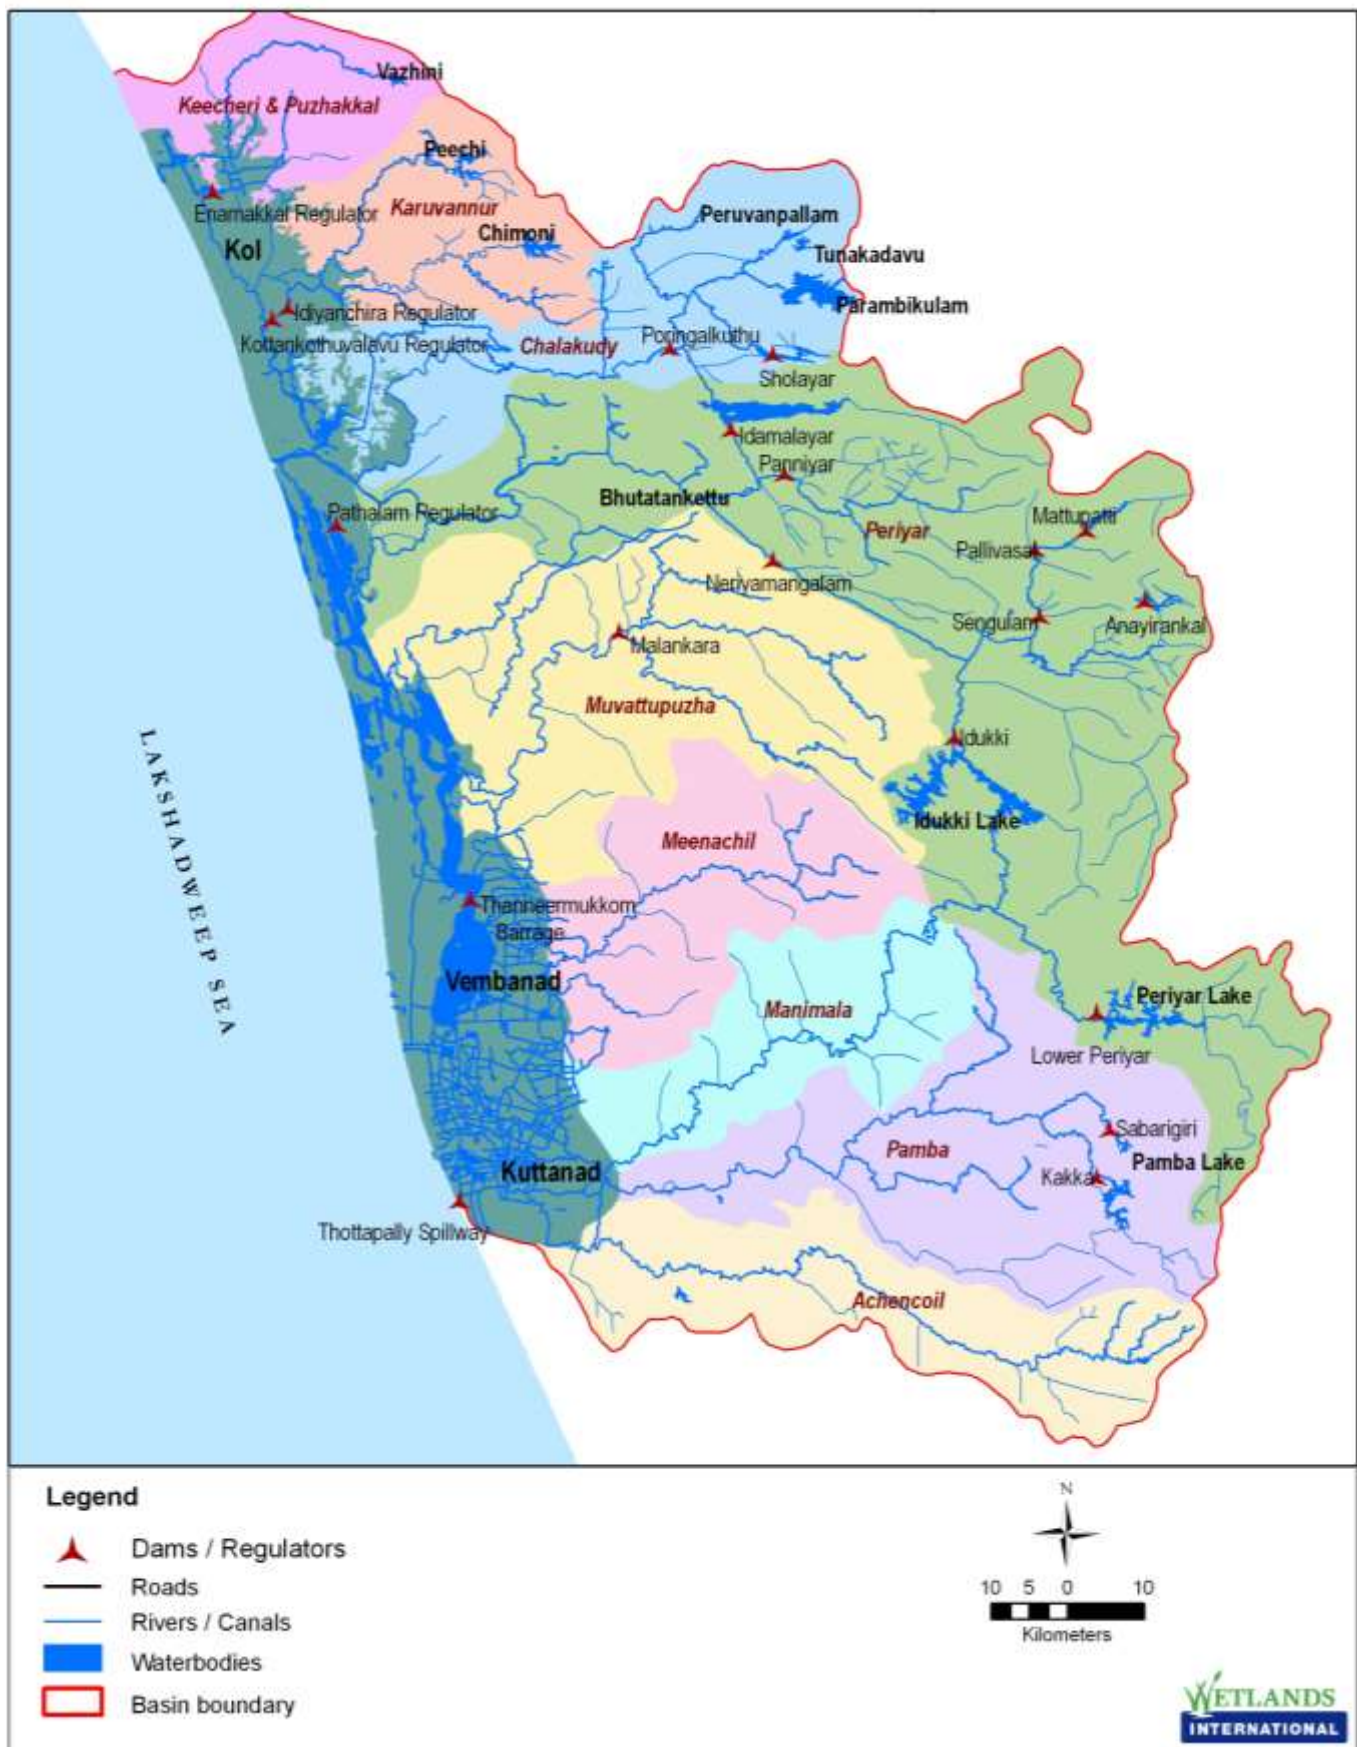 Vazhini
Keecheri & Puzhakkal
Peechi
Enamakkal Regulator
Karuvannur
Peruvanpallam
Chimoni
Kol
Tunakadavu
Parambikulam
Idiyanchira Regulator
Kottankothuvalavu Regulator
Chalakudy
Poringalkuthu
Sholayar
Idamalayar
Panniyar
Bhutatankettu
Pathalam Regulator
Periyar
Mattupatti
Pallivasal
Neriyamangalam
Sengulam
Anayirankal
Malankara
Muvattupuzha
Idukki
Idukki Lake
LAKSHADWEEP SEA
Meenachil
Thanneermukkom
Barrage
Vembanad
Manimala
Periyar Lake
Lower Periyar
Sabarigiri
Pamba
Pamba Lake
Kakka
Kuttanad
Thottapally Spillway
Achencoil
Legend
Dams / Regulators
Roads
Rivers / Canals
Waterbodies
Basin boundary
N
10 5 0 10
Kilometers
WETLANDS
INTERNATIONAL